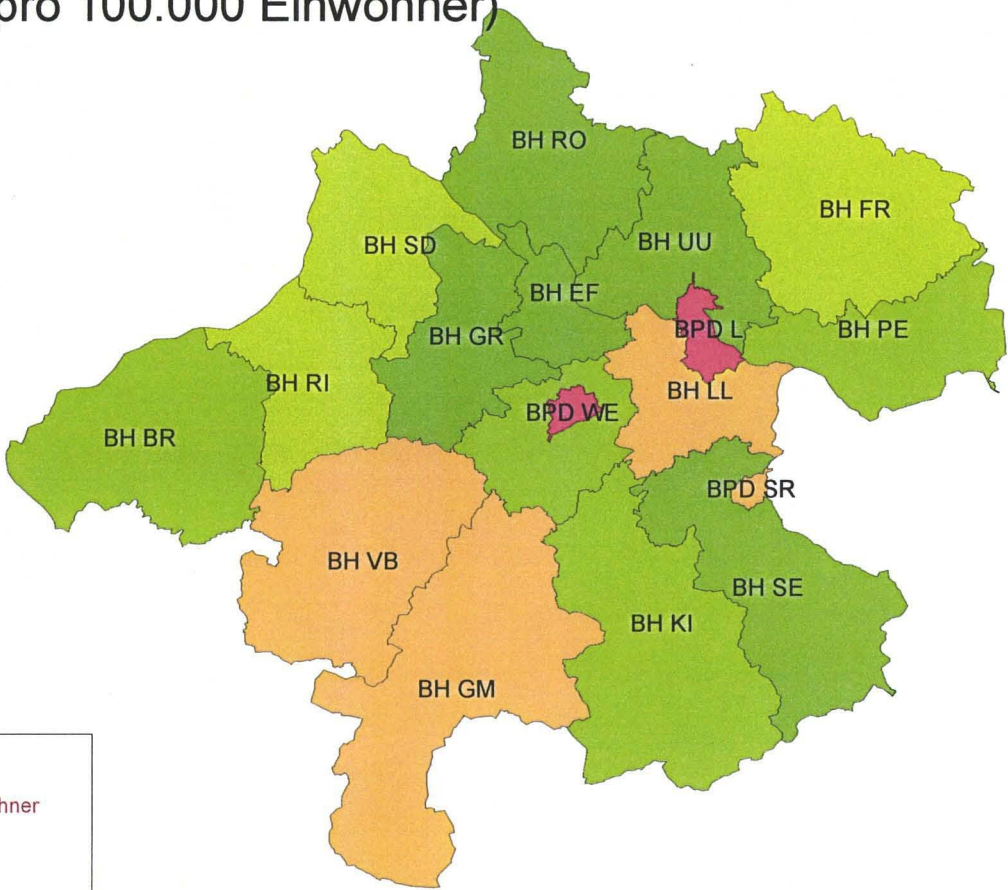 pro 100.000 Einwohner)
BH RO
BH FR
BH SD
BH UU
BH EF
BPD L
BH GR
BH PE
BH RI
BH LL
BPD WE
BH BR
BPD SR
BH VB
BH SE
BH KI
BH GM
hner